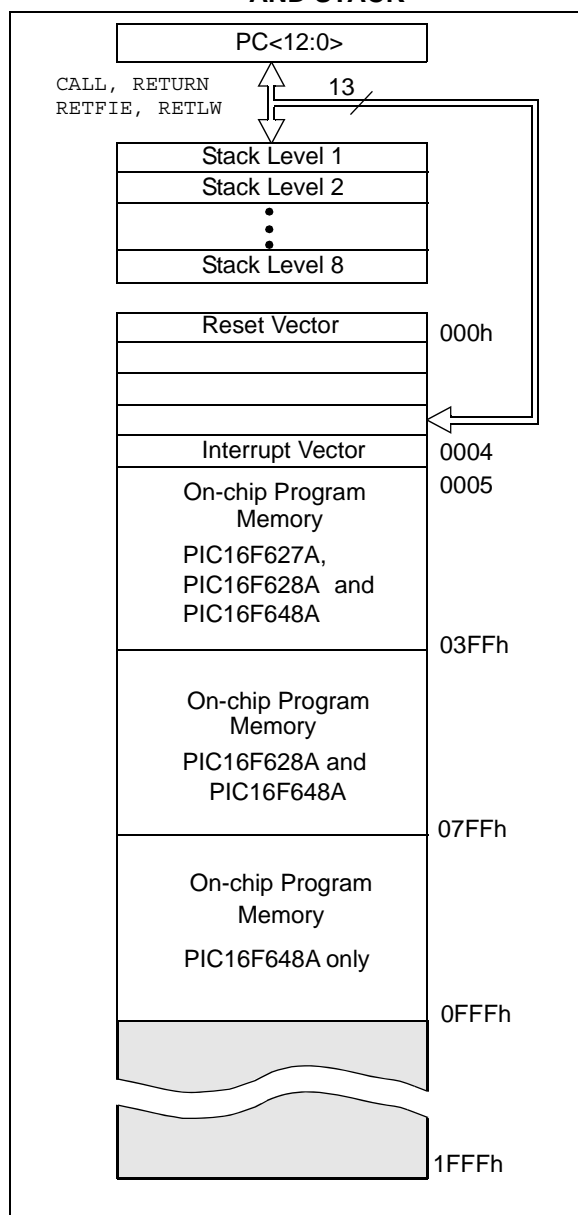 AND STACK
PC<12:0>
CALL, RETURN
RETFIE, RETLW
13
Stack Level 1
Stack Level 2
Stack Level 8
Reset Vector
000h
Interrupt Vector
0004
On-chip Program
0005
Memory
PIC16F627A,
PIC16F628A and
PIC16F648A
03FFh
On-chip Program
Memory
PIC16F628A and
PIC16F648A
07FFh
On-chip Program
Memory
PIC16F648A only
0FFFh
1FFFh